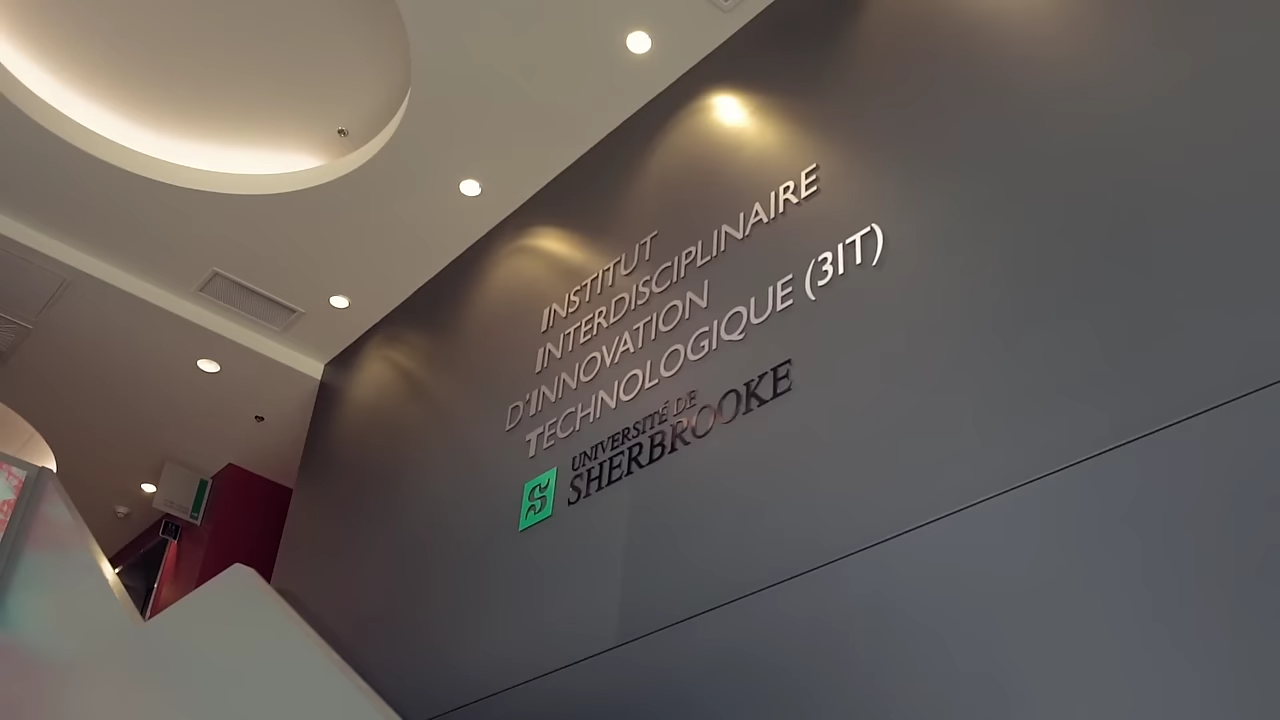 INSTITUT
INTERDISCIPLINAIRE
D'INNOVATION
TECHNOLOGIQUE (3IT)
UNIVERSITÉ DE
SHERBROOKE